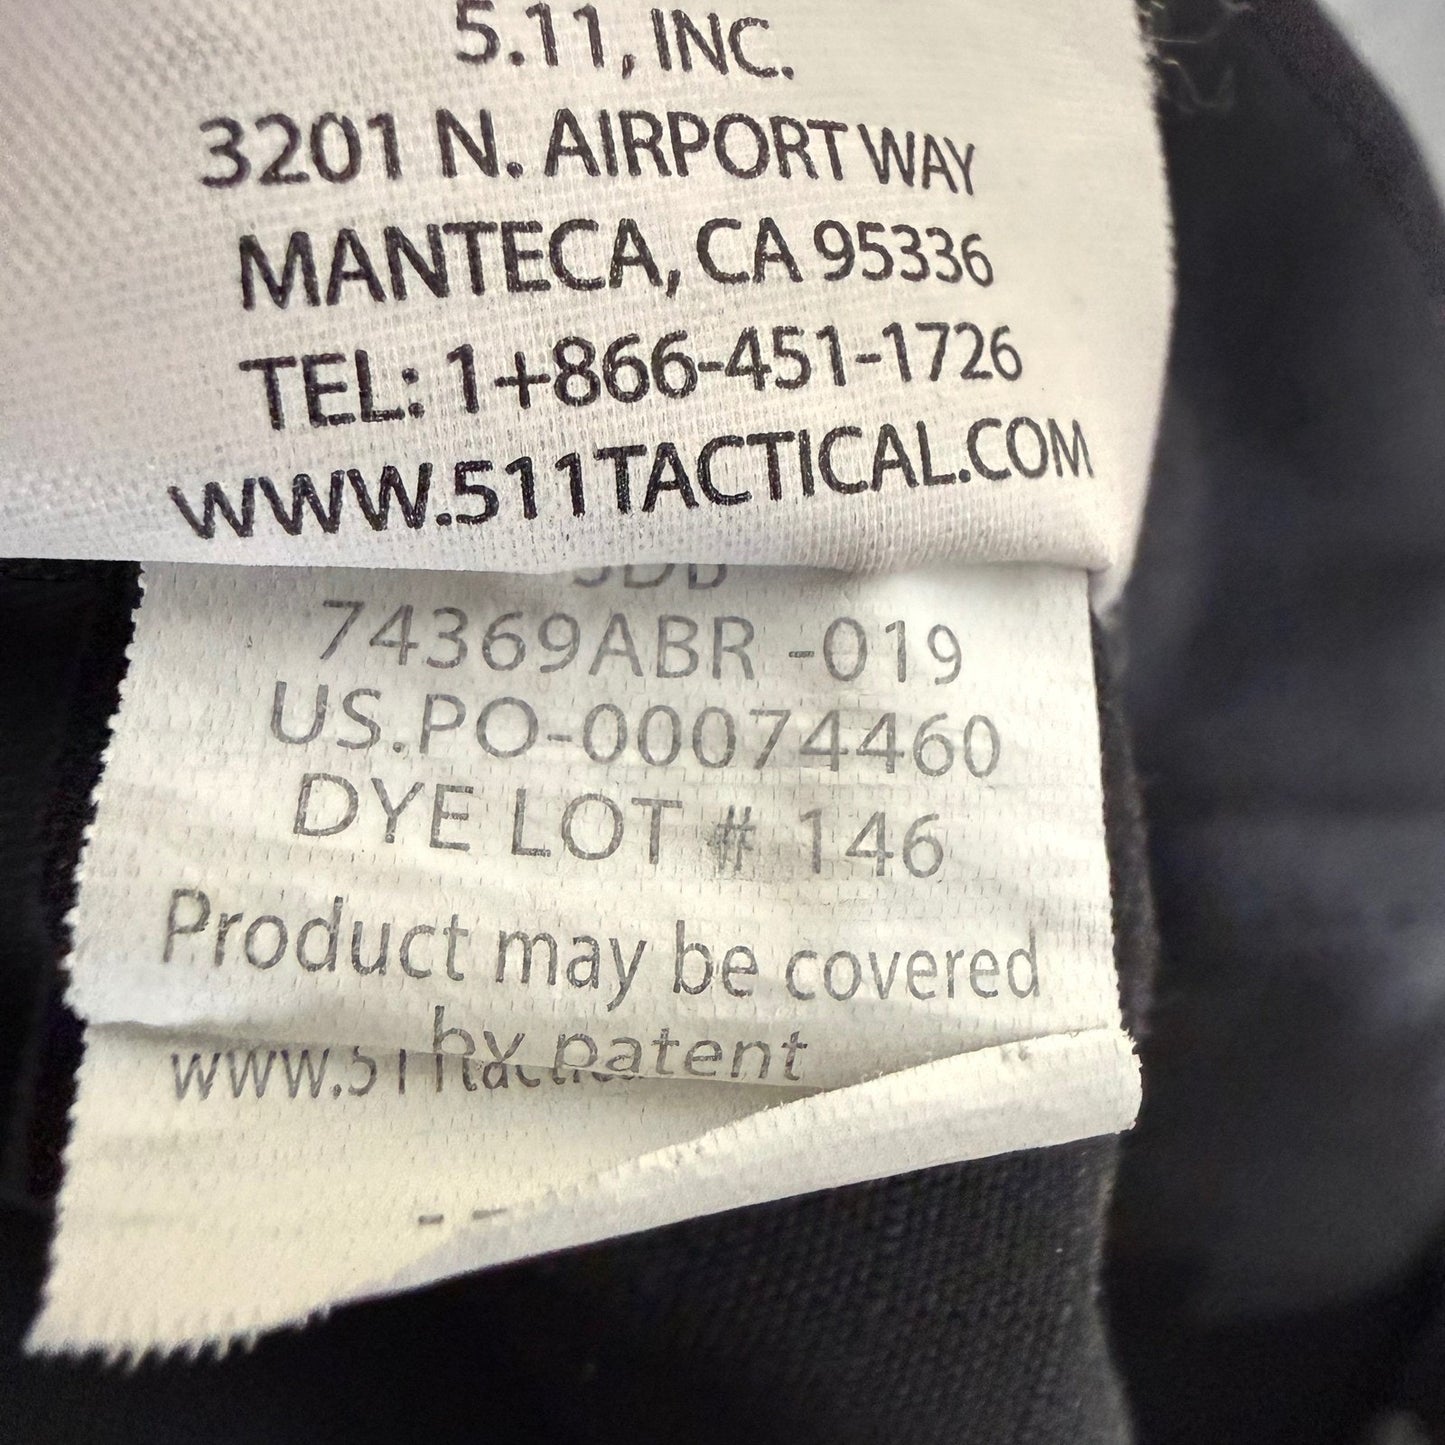 5.11, INC.
3201 N. AIRPORT WAY
MANTECA, CA 95336
TEL: 1+866-451-1726
WWW.511TACTICAL.COM
74369ABR -019
US.PO-00074460
DYE LOT # 146
Product may be covered
by patent